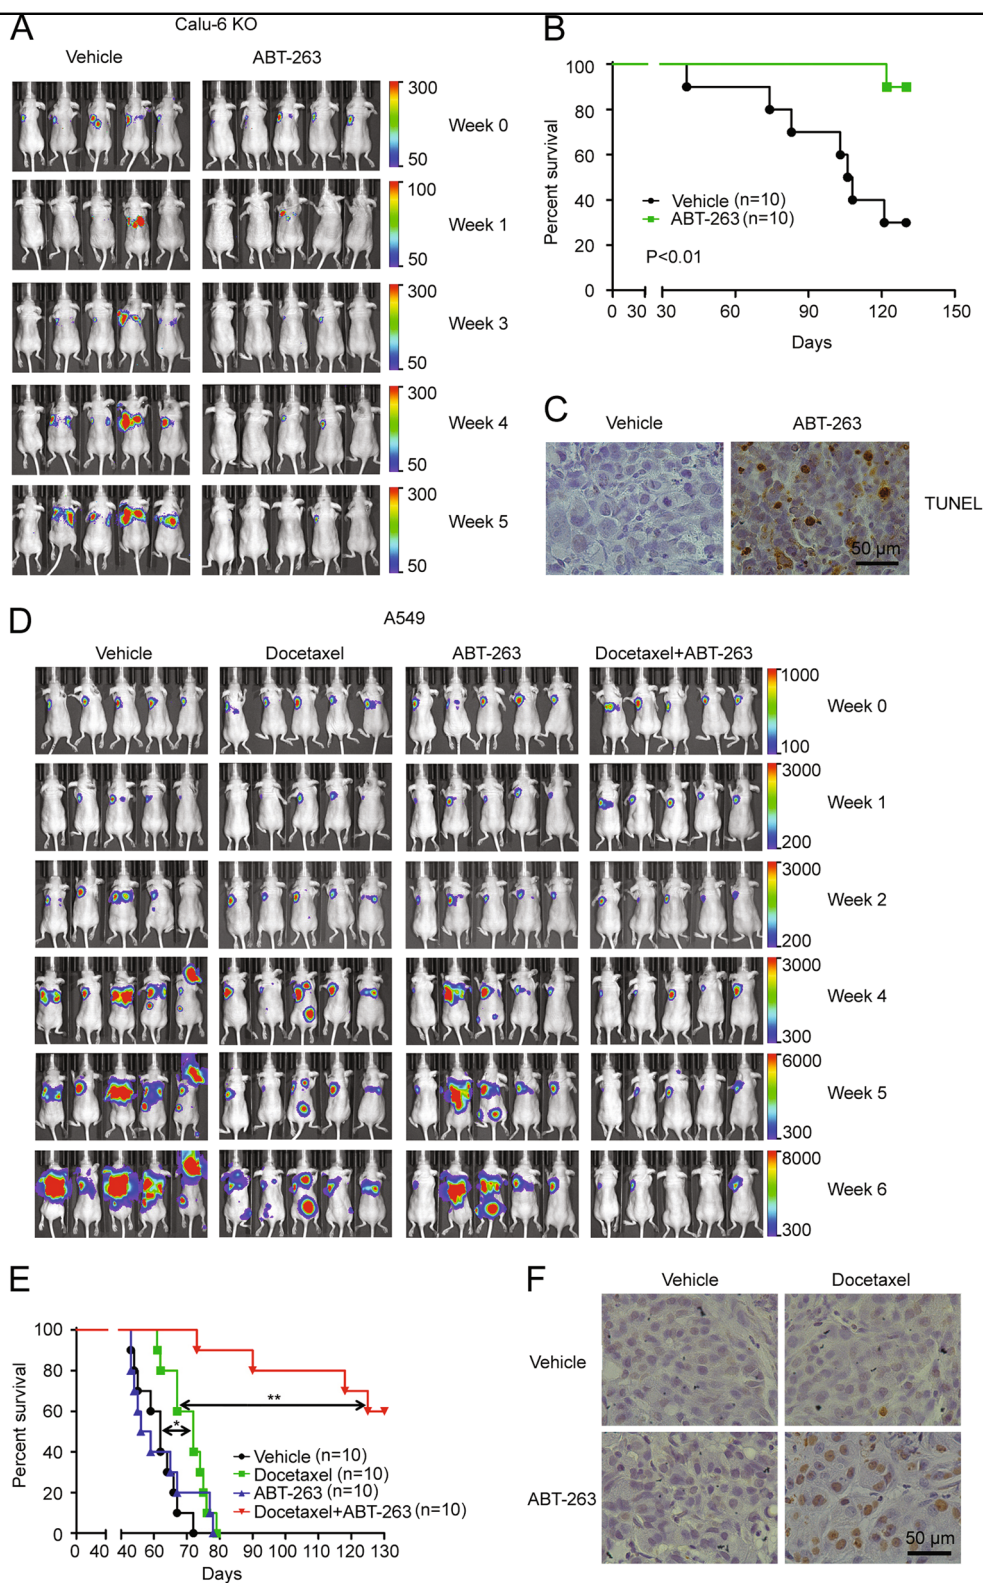 A
Calu-6 KO
Vehicle
ABT-263
300
Week 0
50
100
Week 1
50
300
Week 3
50
300
Week 4
50
300
Week 5
50
B
Percent survival
100
80
60
40
20
0
Vehicle (n=10)
ABT-263 (n=10)
P<0.01
0 30 60 90 120 150
Days
C
Vehicle
ABT-263
TUNEL
50 µm
D
A549
Vehicle
Docetaxel
ABT-263
Docetaxel+ABT-263
1000
Week 0
100
3000
Week 1
200
3000
Week 2
200
3000
Week 4
300
6000
Week 5
300
8000
Week 6
300
E
Percent survival
100
80
60
40
20
0
**
*
Vehicle (n=10)
Docetaxel (n=10)
ABT-263 (n=10)
Docetaxel+ABT-263 (n=10)
0 40 40 60 70 80 90 100 110 120 130
Days
F
Vehicle
Docetaxel
Vehicle
ABT-263
50 µm